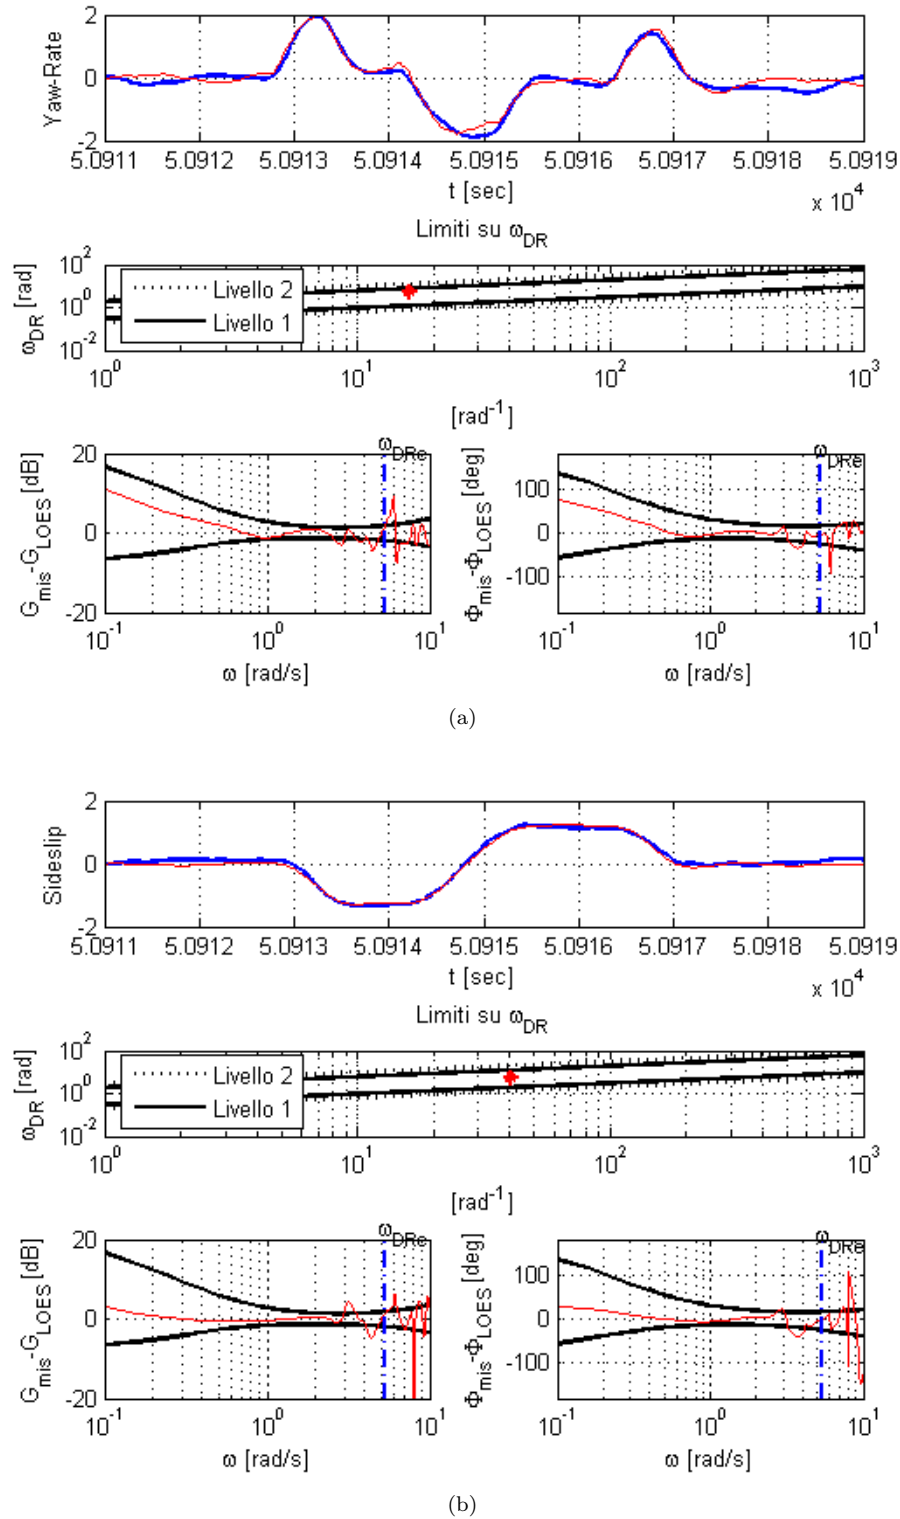 2
0
-2
Yaw-Rate
5.0911 5.0912 5.0913 5.0914 5.0915 5.0916 5.0917 5.0918 5.0919
t [sec]
x 10^4
Limiti su ω_DR
10^2
10^0
10^-2
ω_DR [rad]
Livello 2
Livello 1
10^0 10^1 10^2 10^3
[rad^-1]
20
0
-20
G_mis-G_LOES [dB]
ω_DRe
10^-1 10^0 10^1
ω [rad/s]
100
0
-100
Φ_mis-Φ_LOES [deg]
ω_DRe
10^-1 10^0 10^1
ω [rad/s]
(a)
2
0
-2
Sideslip
5.0911 5.0912 5.0913 5.0914 5.0915 5.0916 5.0917 5.0918 5.0919
t [sec]
x 10^4
Limiti su ω_DR
10^2
10^0
10^-2
ω_DR [rad]
Livello 2
Livello 1
10^0 10^1 10^2 10^3
[rad^-1]
20
0
-20
G_mis-G_LOES [dB]
ω_DRe
10^-1 10^0 10^1
ω [rad/s]
100
0
-100
Φ_mis-Φ_LOES [deg]
ω_DRe
10^-1 10^0 10^1
ω [rad/s]
(b)